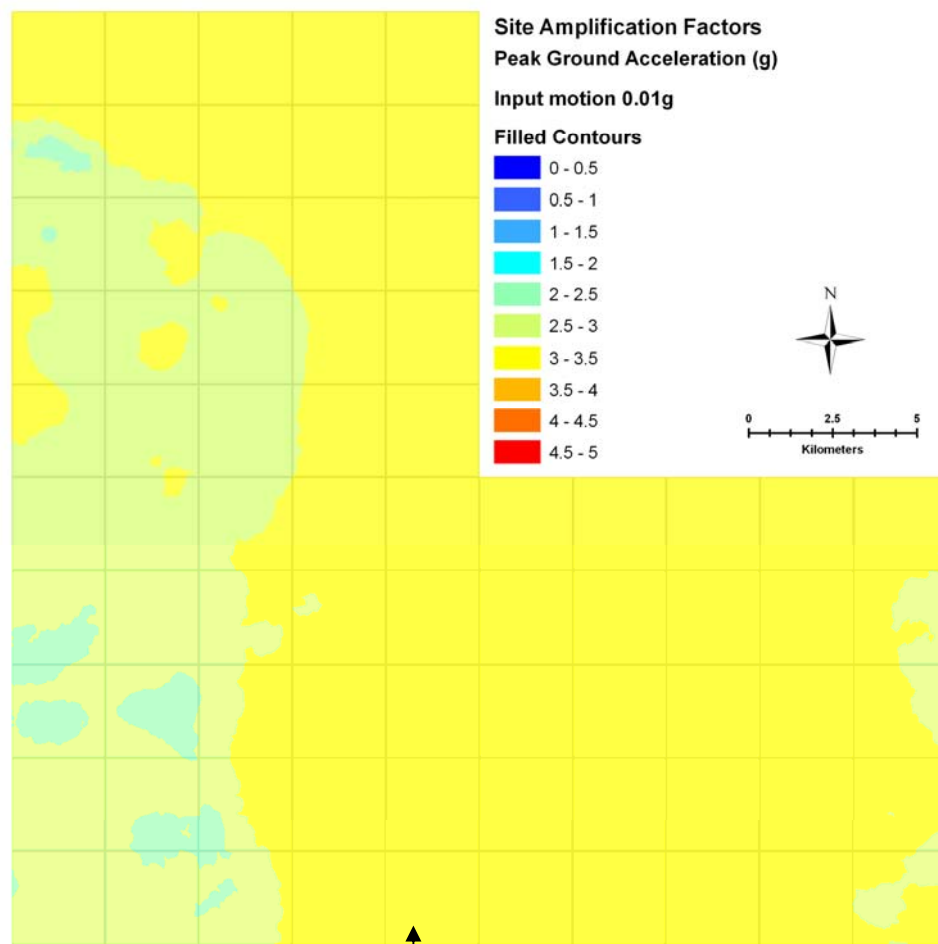 Site Amplification Factors
Peak Ground Acceleration (g)
Input motion 0.01g
Filled Contours
0 - 0.5
0.5 - 1
1 - 1.5
1.5 - 2
2 - 2.5
2.5 - 3
3 - 3.5
3.5 - 4
4 - 4.5
4.5 - 5
N
0 2.5 5
Kilometers